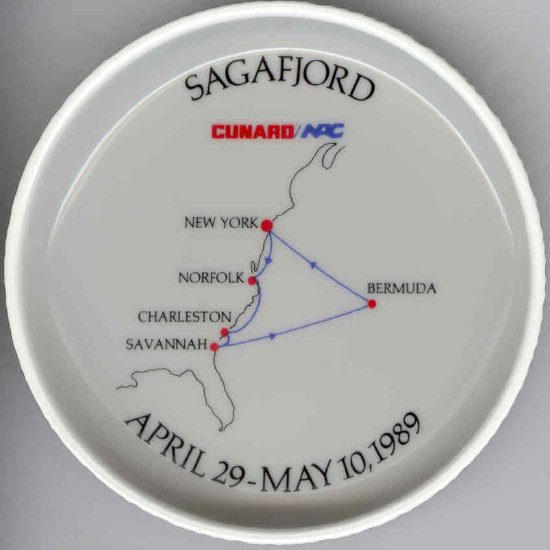 SAGAFJORD
CUNARD/NAC
NEW YORK
NORFOLK
BERMUDA
CHARLESTON
SAVANNAH
APRIL 29-MAY 10, 1989